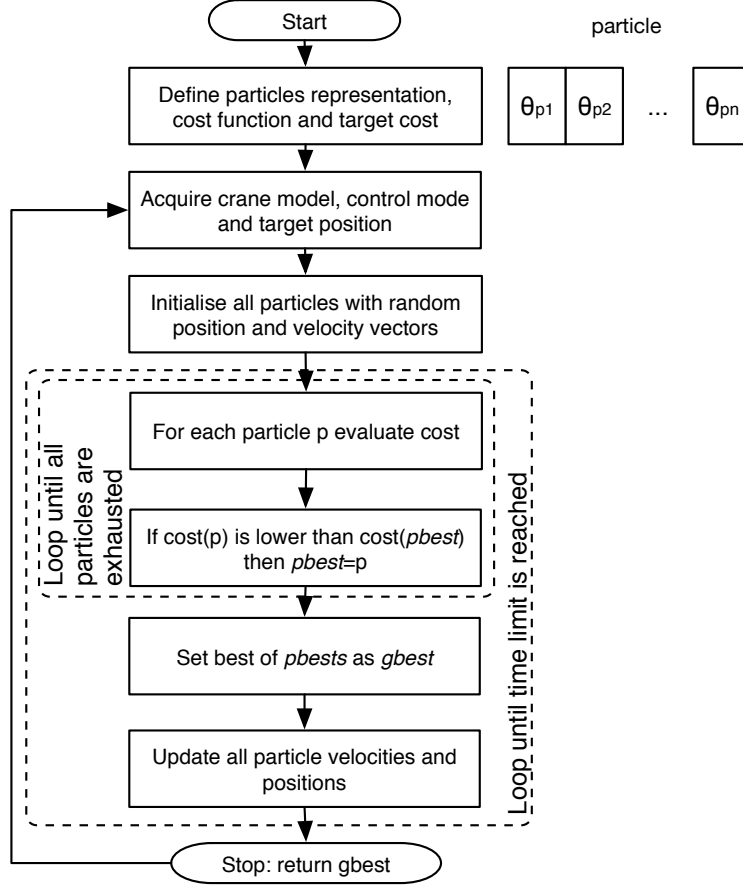 Start
particle
Define particles representation,
cost function and target cost
θp1 θp2 ... θpn
Acquire crane model, control mode
and target position
Initialise all particles with random
position and velocity vectors
Loop until all
particles are
exhausted
For each particle p evaluate cost
If cost(p) is lower than cost(pbest)
then pbest=p
Set best of pbests as gbest
Update all particle velocities and
positions
Loop until time limit is reached
Stop: return gbest